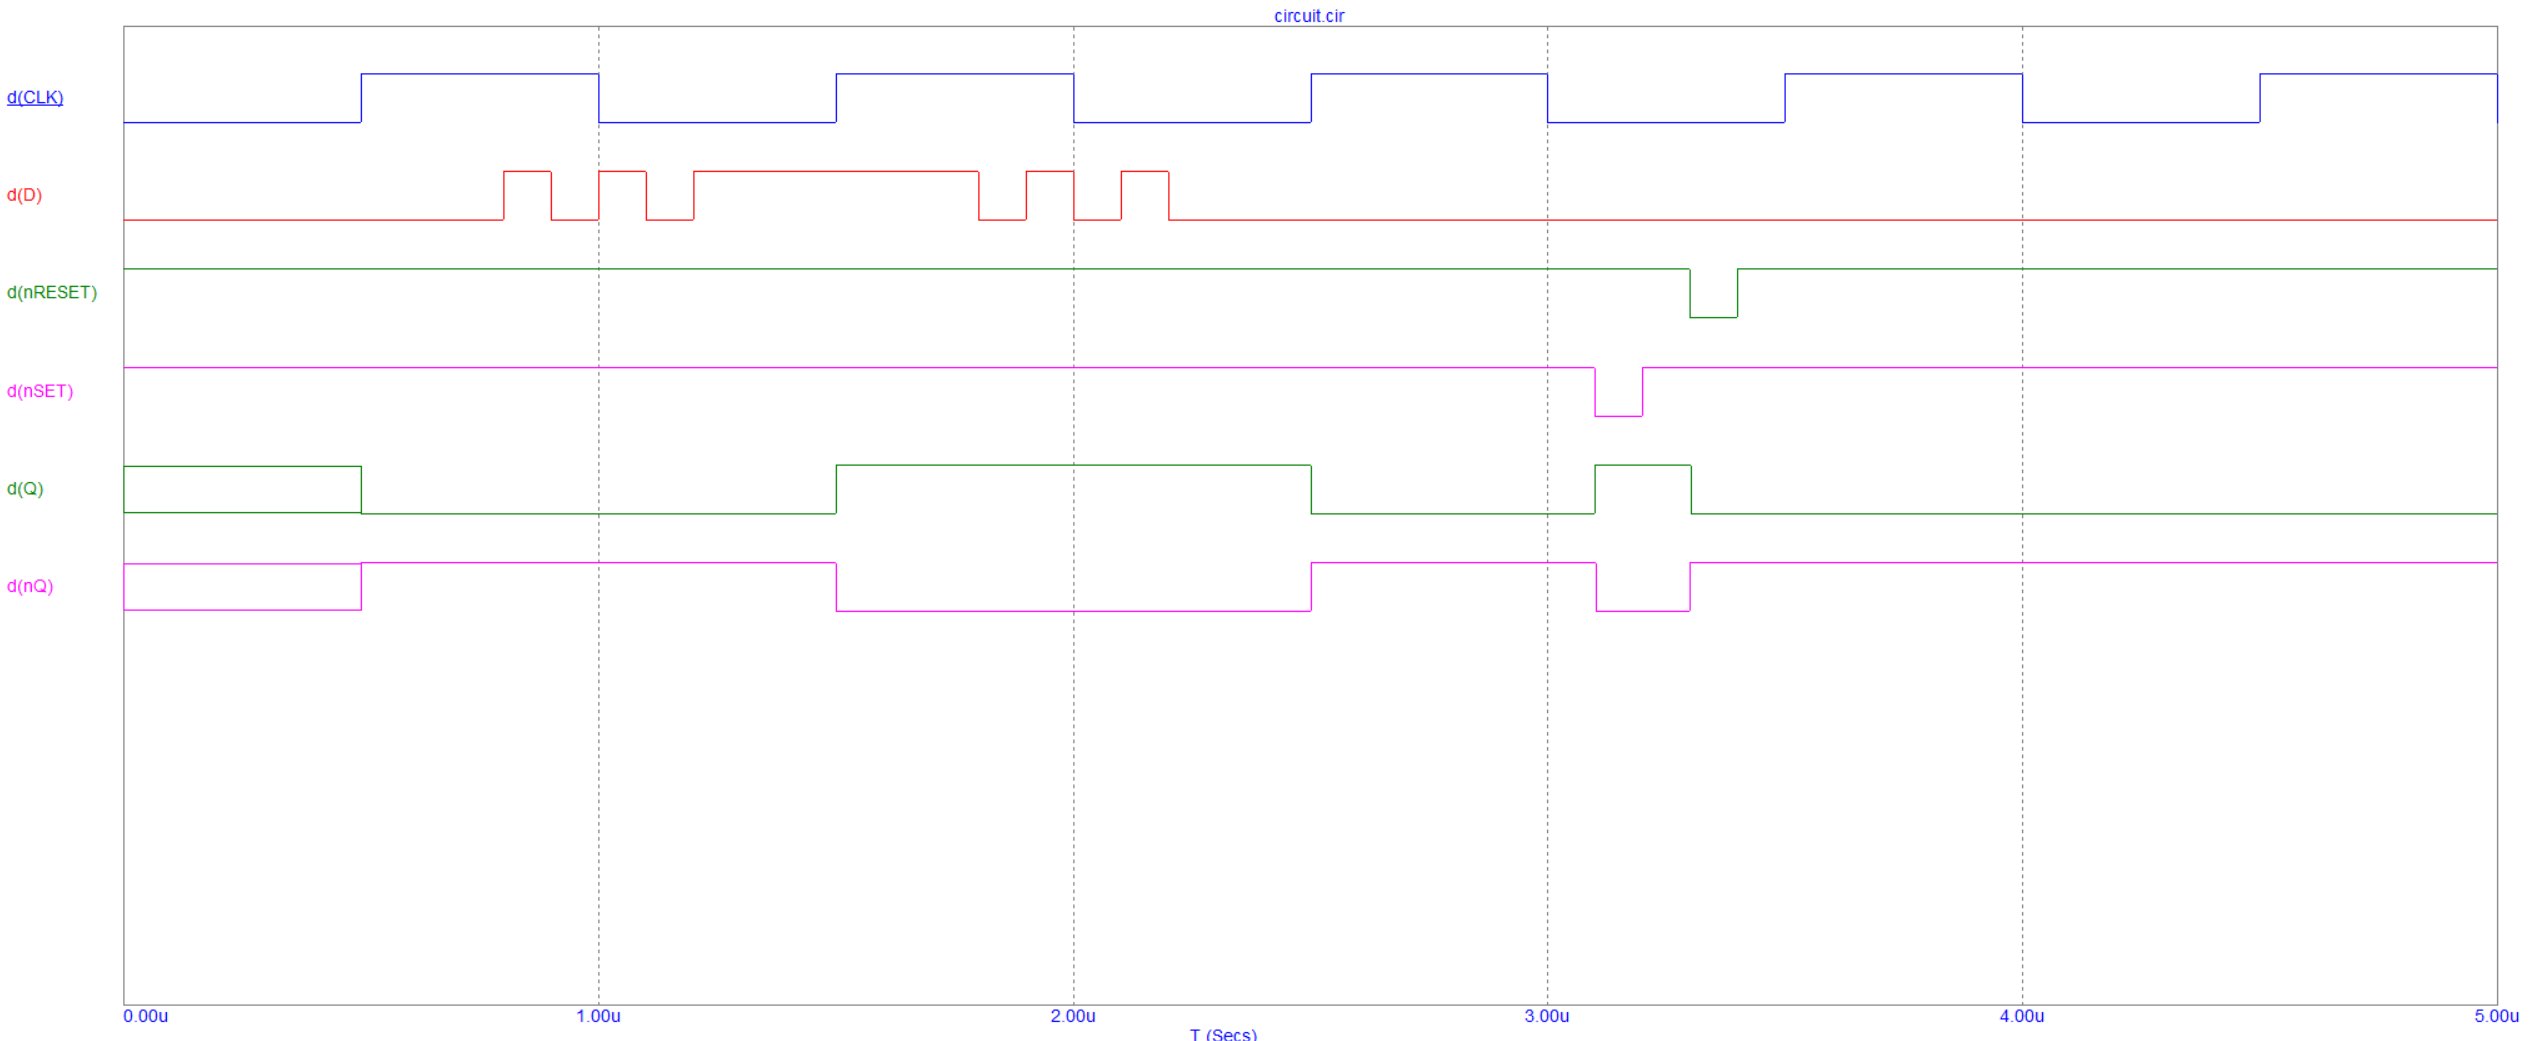 circuit.cir
d(CLK)
d(D)
d(nRESET)
d(nSET)
d(Q)
d(nQ)
0.00u 1.00u 2.00u 3.00u 4.00u 5.00u
T (Secs)